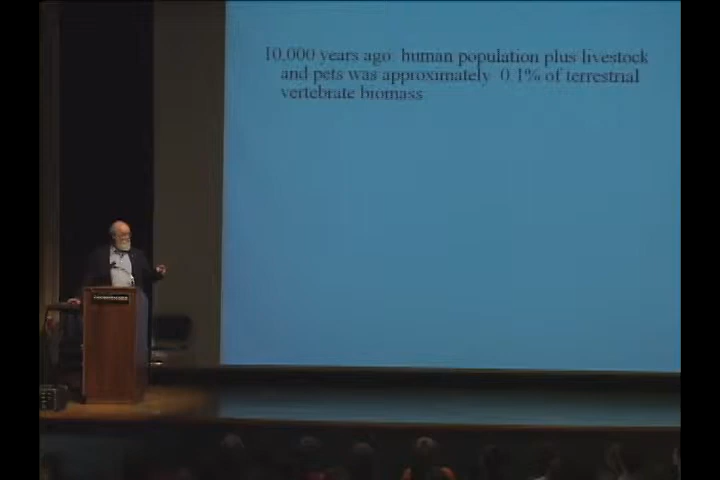 10,000 years ago, human population plus livestock
and pets was approximately 0.1% of terrestrial
vertebrate biomass